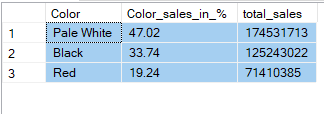 Color Color_sales_in_% total_sales
1 Pale White 47.02 174531713
2 Black 33.74 125243022
3 Red 19.24 71410385